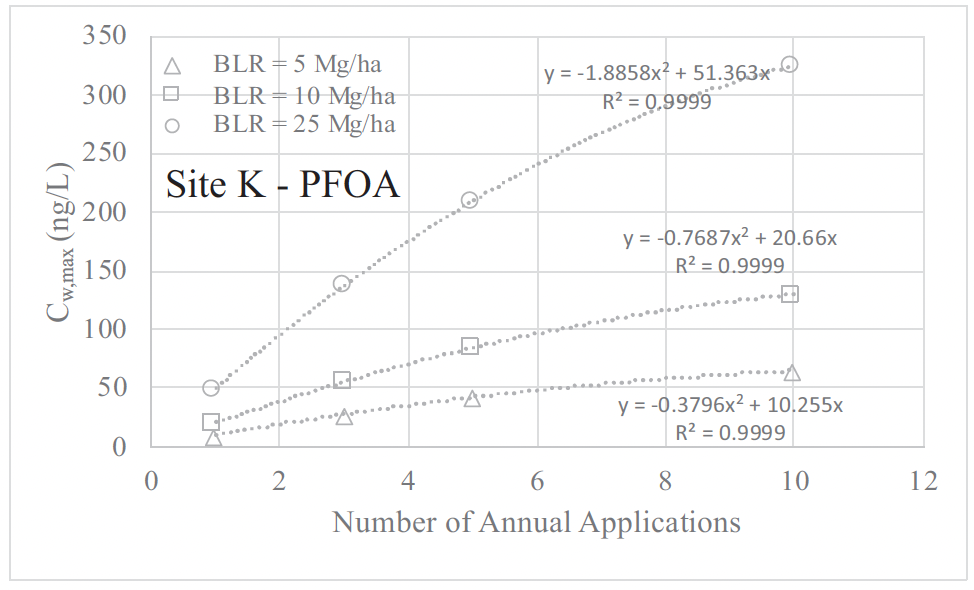 350
300
250
200
150
100
50
0
C_w,max (ng/L)
BLR = 5 Mg/ha
BLR = 10 Mg/ha
BLR = 25 Mg/ha
Site K - PFOA
y = -1.8858x² + 51.363x
R² = 0.9999
y = -0.7687x² + 20.66x
R² = 0.9999
y = -0.3796x² + 10.255x
R² = 0.9999
0 2 4 6 8 10 12
Number of Annual Applications